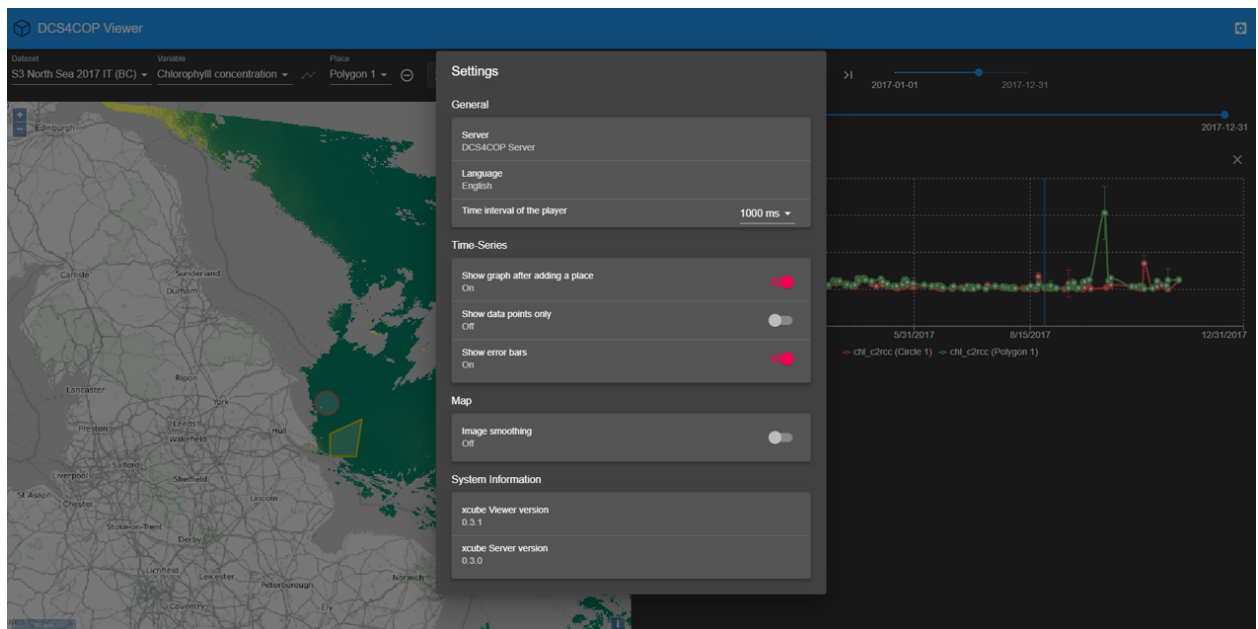 DCS4COP Viewer
Dataset
Variable
Place
S3 North Sea 2017 IT (BC)
Chlorophylll concentration
Polygon 1
2017-01-01
2017-12-31
2017-12-31
Settings
General
Server
DCS4COP Server
Language
English
Time interval of the player
1000 ms
Time-Series
Show graph after adding a place
On
Show data points only
Off
Show error bars
On
Map
Image smoothing
Off
System Information
xcube Viewer version
0.3.1
xcube Server version
0.3.0
5/31/2017
8/15/2017
12/31/2017
chl_c2rcc (Circle 1)
chl_c2rcc (Polygon 1)
Edinburgh
Carlisle
Sunderland
Durham
Ripon
Lancaster
York
Preston
Leeds
Wakefield
Hull
Salford
Liverpool
Sheffield
St Asaph
Chester
Lincoln
Stoke-on-Trent
Derby
Lichfield
Leicester
Peterborough
Norwich
Coventry
Ely